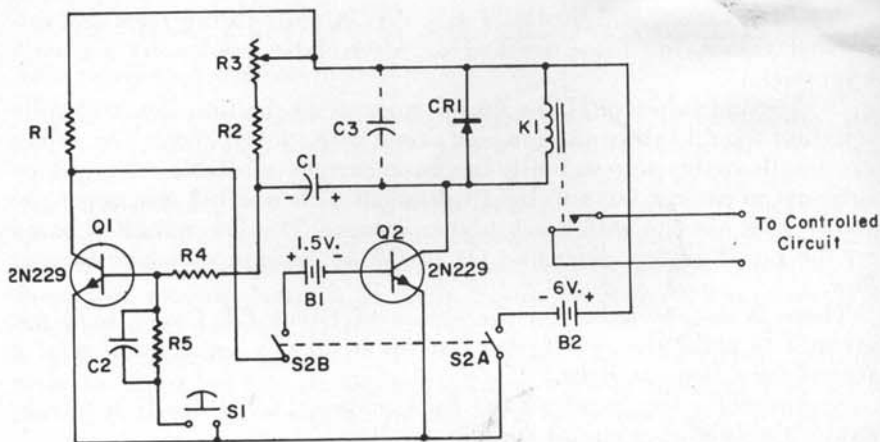 R3
R1
R2
C3
CR1
K1
C1
- +
Q1
Q2
To Controlled
Circuit
R4
1.5V.
2N229
+ -
2N229
B1
- 6V. +
B2
C2
R5
S2B
S2A
S1